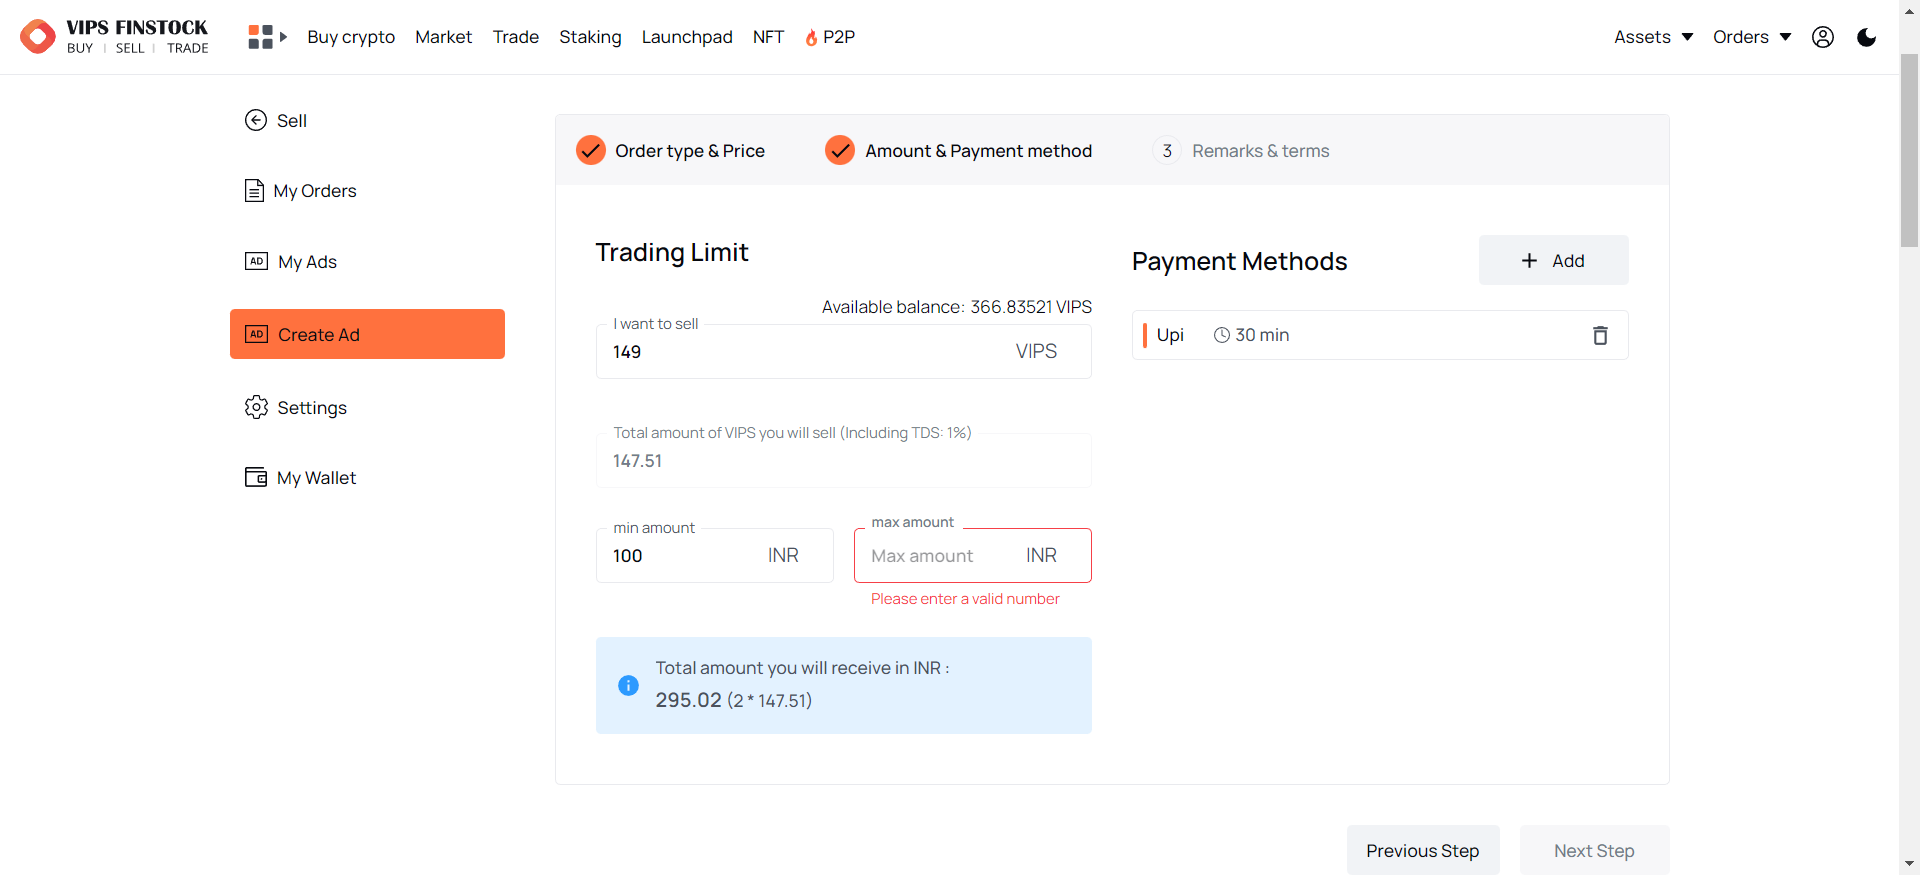 VIPS FINSTOCK
BUY | SELL | TRADE
Buy crypto Market Trade Staking Launchpad NFT P2P
Assets Orders
Sell
My Orders
AD My Ads
AD Create Ad
Settings
My Wallet
Order type & Price Amount & Payment method 3 Remarks & terms
Trading Limit
Available balance: 366.83521 VIPS
I want to sell
149 VIPS
Total amount of VIPS you will sell (Including TDS: 1%)
147.51
min amount
100 INR
max amount
Max amount INR
Please enter a valid number
Total amount you will receive in INR :
295.02 (2 * 147.51)
Payment Methods
+ Add
Upi 30 min
Previous Step Next Step